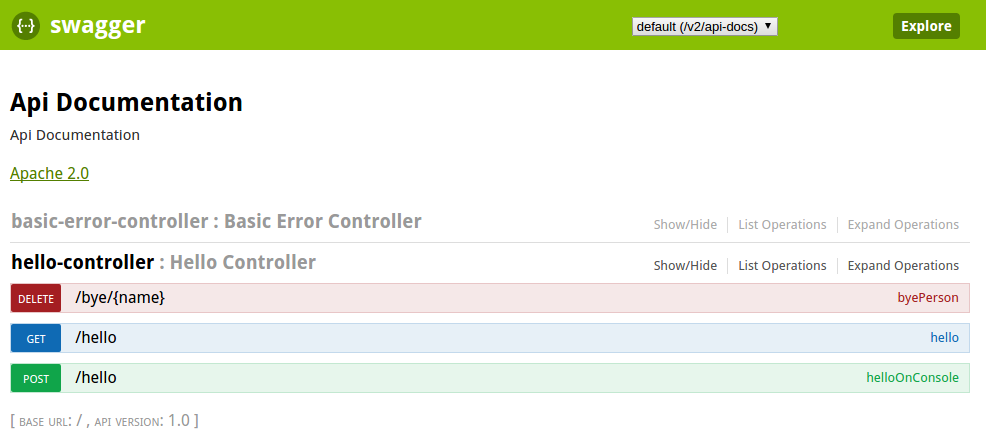 {···} swagger default (/v2/api-docs) ▼ Explore
Api Documentation
Api Documentation
Apache 2.0
basic-error-controller : Basic Error Controller Show/Hide List Operations Expand Operations
hello-controller : Hello Controller Show/Hide List Operations Expand Operations
DELETE /bye/{name} byePerson
GET /hello hello
POST /hello helloOnConsole
[ BASE URL: / , API VERSION: 1.0 ]